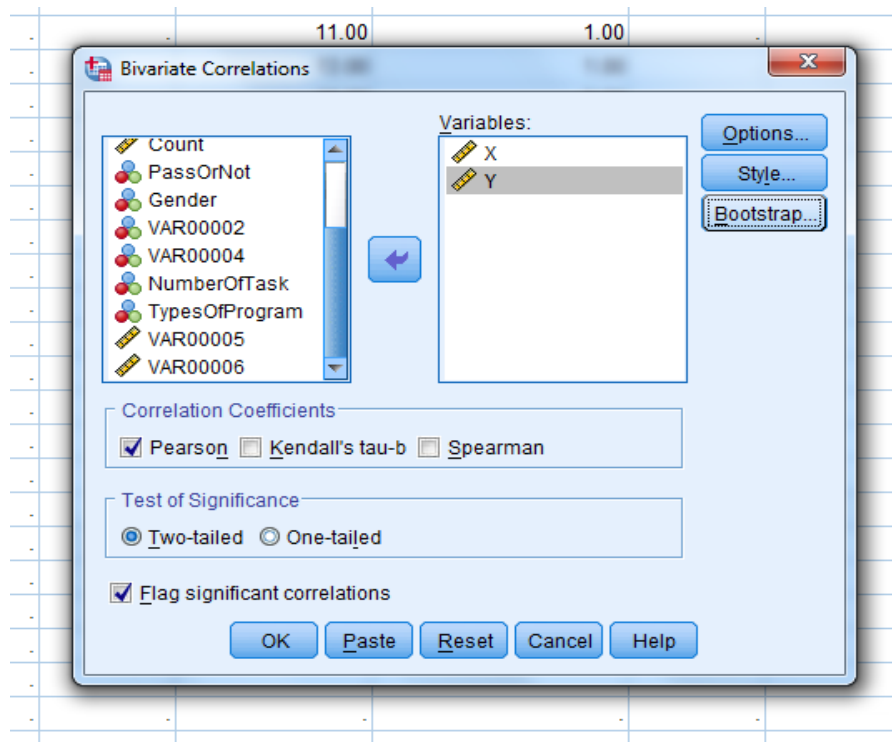 11.00 1.00
Bivariate Correlations
Variables:
Count
PassOrNot
Gender
VAR00002
VAR00004
NumberOfTask
TypesOfProgram
VAR00005
VAR00006
X
Y
Options...
Style...
Bootstrap...
Correlation Coefficients
Pearson Kendall's tau-b Spearman
Test of Significance
Two-tailed One-tailed
Flag significant correlations
OK Paste Reset Cancel Help